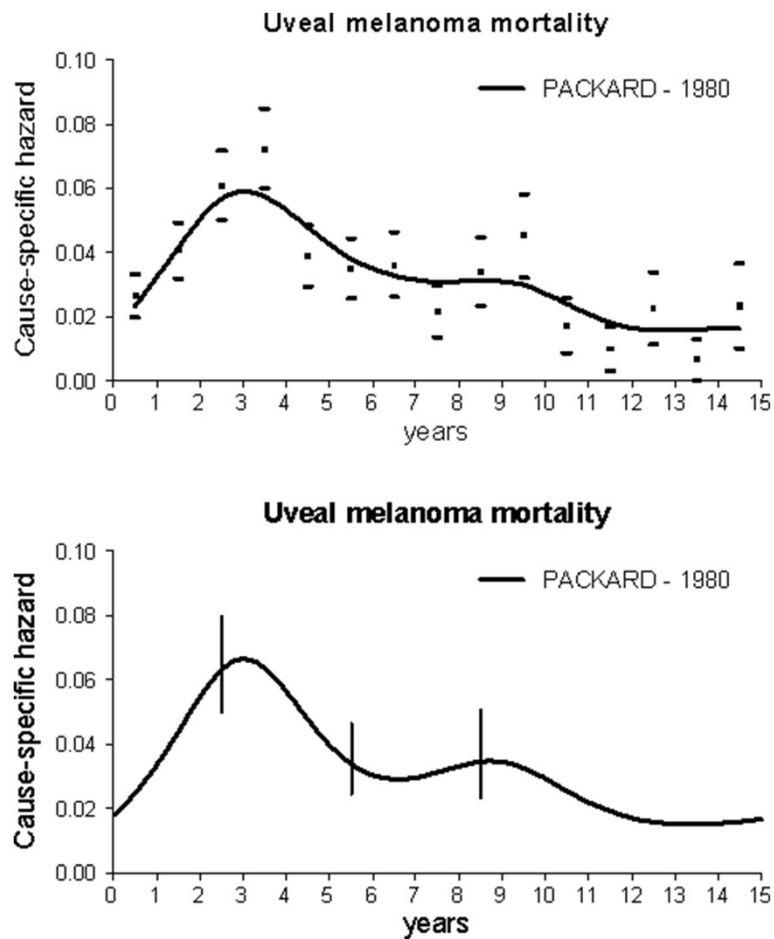 Uveal melanoma mortality
Cause-specific hazard
0.10
0.08
0.06
0.04
0.02
0.00
PACKARD - 1980
0 1 2 3 4 5 6 7 8 9 10 11 12 13 14 15
years
Uveal melanoma mortality
Cause-specific hazard
0.10
0.08
0.06
0.04
0.02
0.00
PACKARD - 1980
0 1 2 3 4 5 6 7 8 9 10 11 12 13 14 15
years